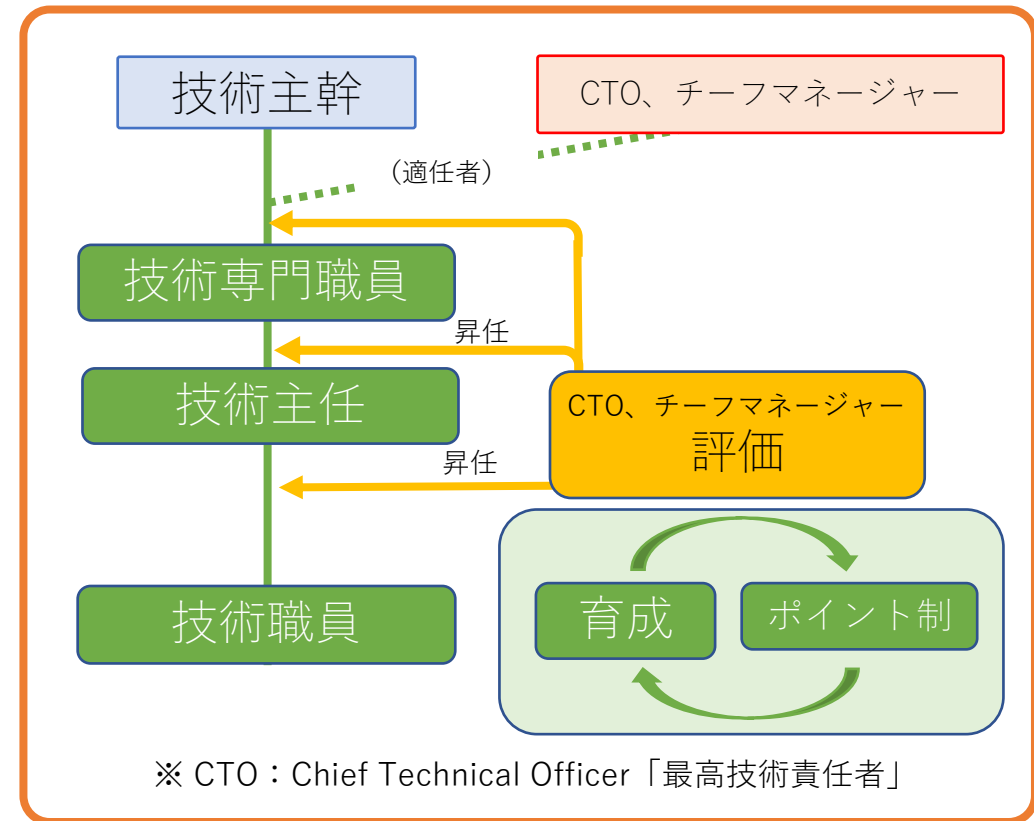 技術主幹
CTO、チーフマネージャー
（適任者）
技術専門職員
昇任
技術主任
CTO、チーフマネージャー
評価
昇任
技術職員
育成
ポイント制
※ CTO：Chief Technical Officer「最高技術責任者」